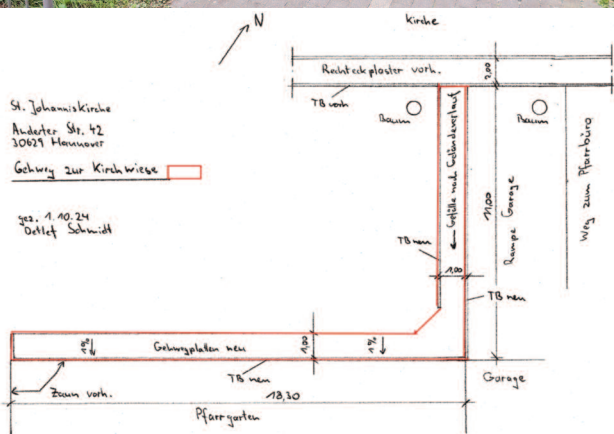 N
Kirche
Rechteckpflaster vorh.
2,00
St. Johanniskirche
Anderter Str. 42
30629 Hannover
Gehweg zur Kirchwiese
gez. 1.10.24
Detlef Schmidt
TB vorh
Baum
Baum
Gefälle nach Geländeverlauf
11,00
Rampe Garage
Weg zum Pfarrbüro
TB neu
1,00
TB neu
1%
Gehwegplatten neu
1,00
1%
Zaun vorh.
TB neu
Garage
13,30
Pfarrgarten